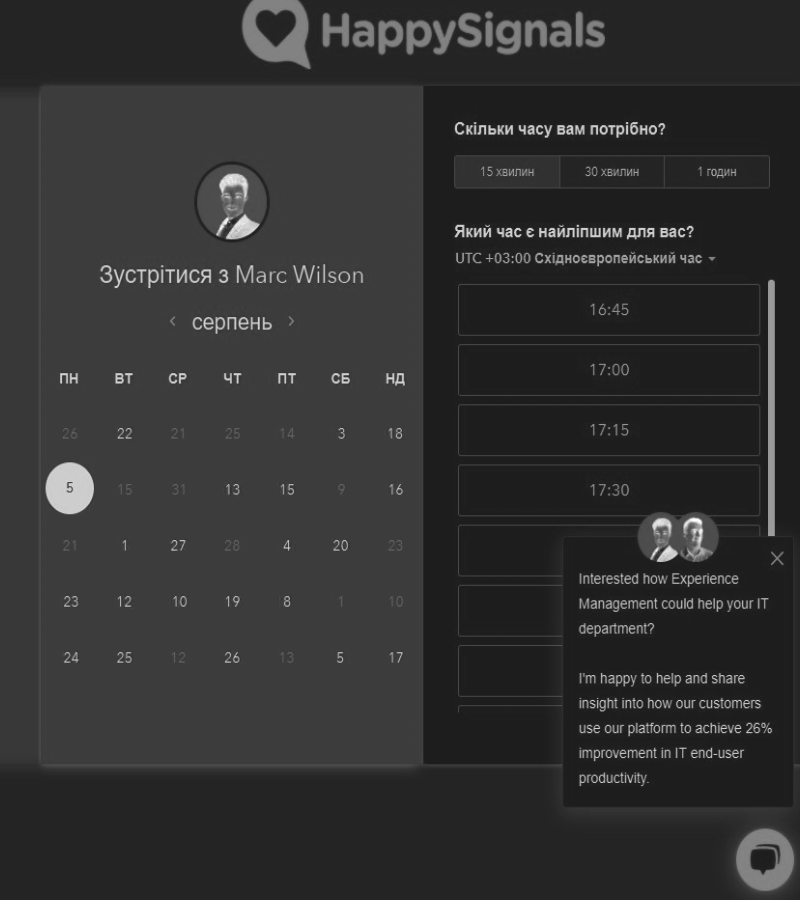 HappySignals
Зустрітися з Marc Wilson
серпень
ПН ВТ СР ЧТ ПТ СБ НД
26 22 21 25 14 3 18
5 15 31 13 15 9 16
21 1 27 28 4 20 23
23 12 10 19 8 1 10
24 25 12 26 13 5 17
Скільки часу вам потрібно?
15 хвилин 30 хвилин 1 годин
Який час є найліпшим для вас?
UTC +03:00 Східноєвропейський час
16:45
17:00
17:15
17:30
Interested how Experience
Management could help your IT
department?
I'm happy to help and share
insight into how our customers
use our platform to achieve 26%
improvement in IT end-user
productivity.